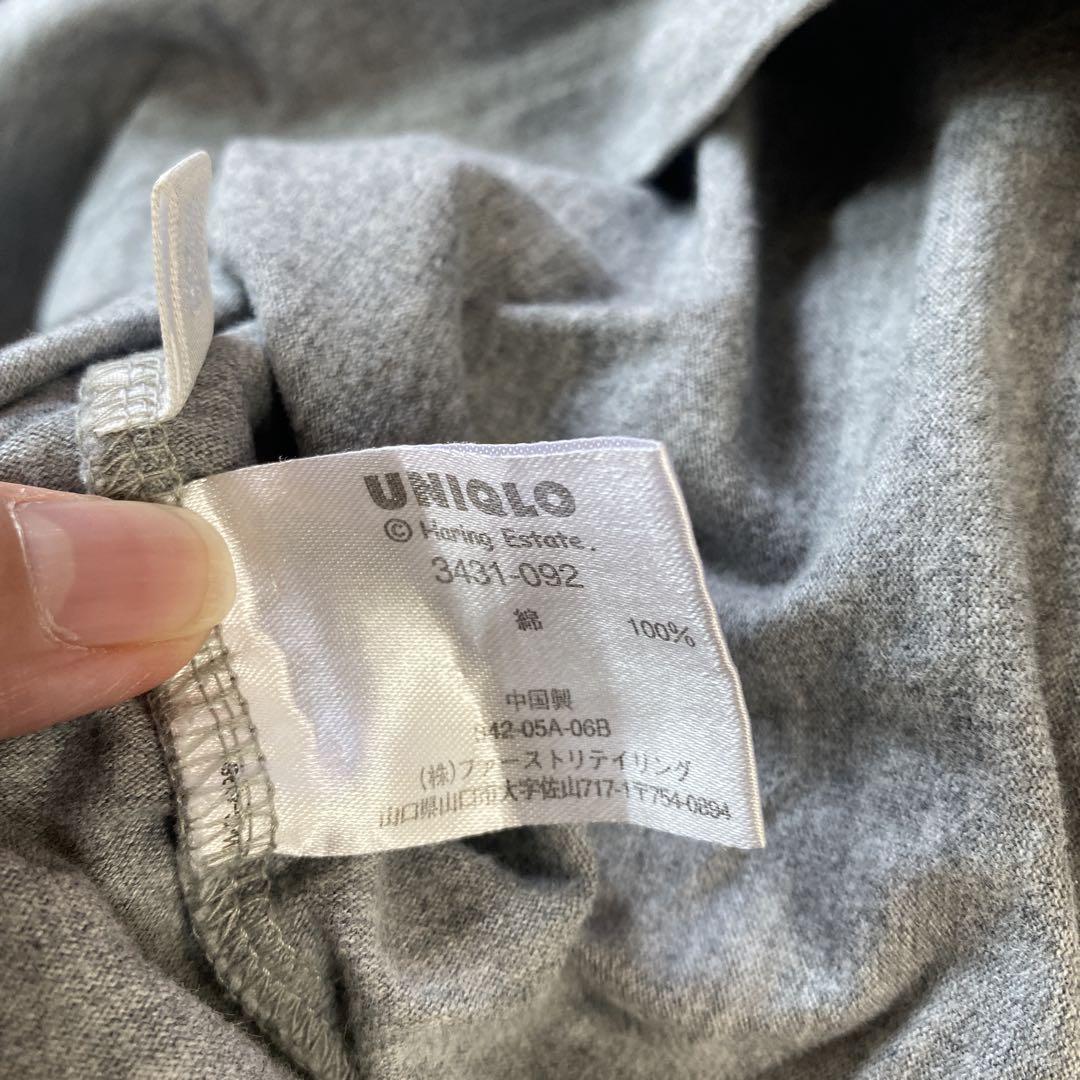 UNIQLO
© Haring Estate.
3431-092
綿 100%
中国製
42-05A-06B
(株)ファーストリテイリング
山口県山口市大字佐山717-1〒754-0894